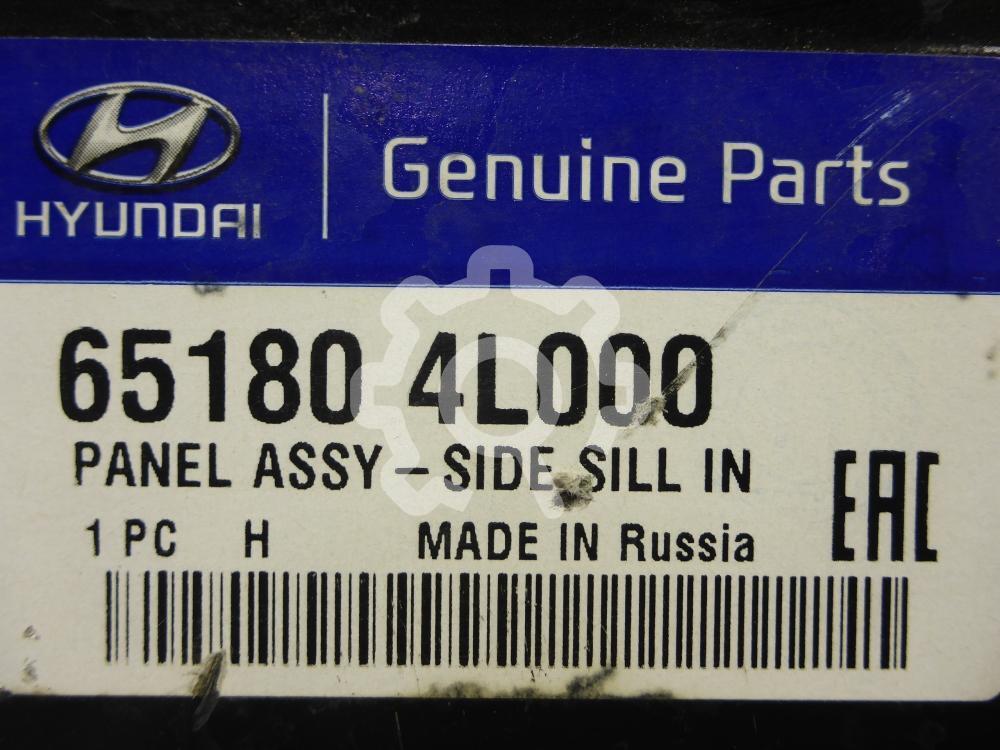 HYUNDAI
Genuine Parts
65180 4L000
PANEL ASSY-SIDE SILL IN
1 PC H MADE IN Russia
EAC